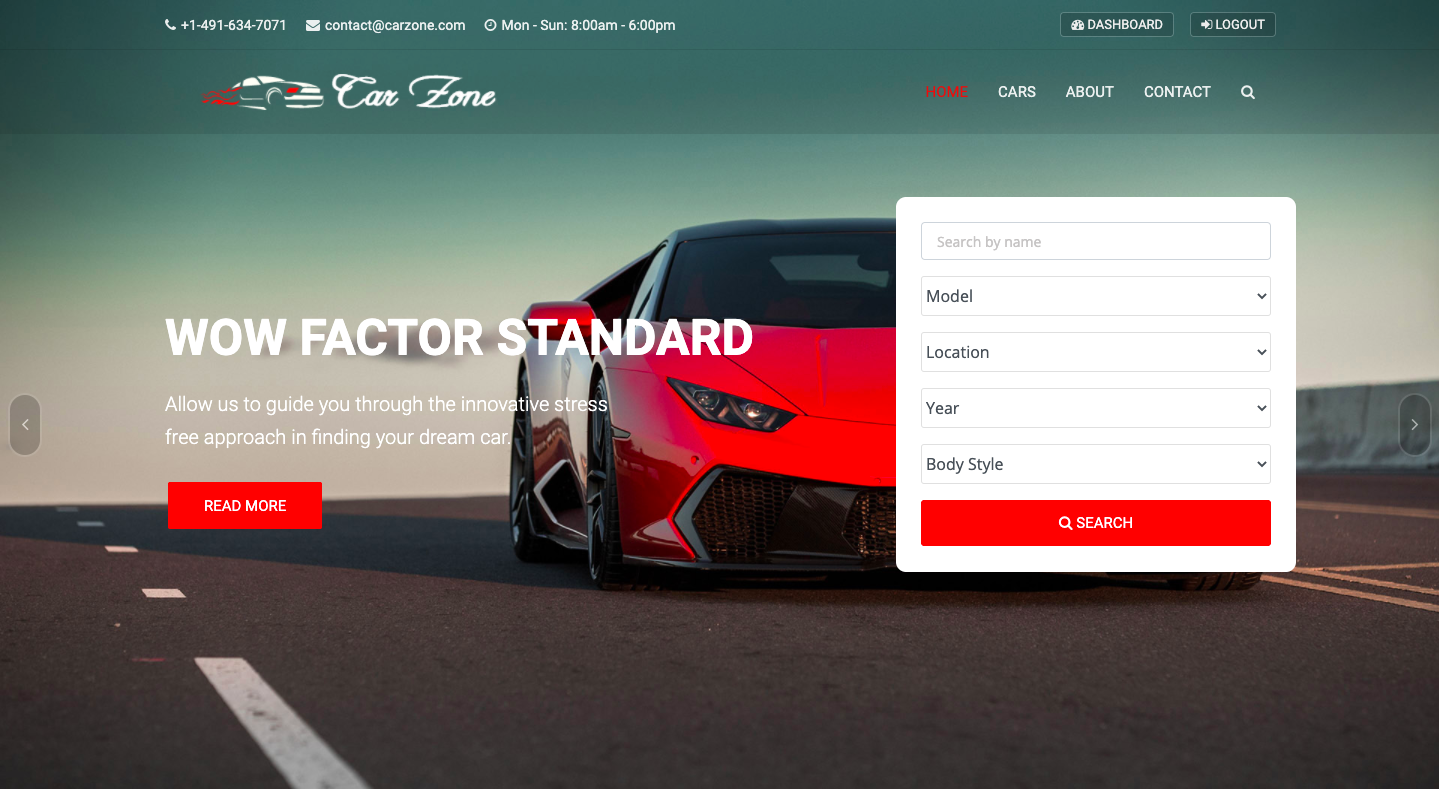 +1-491-634-7071 contact@carzone.com Mon - Sun: 8:00am - 6:00pm DASHBOARD LOGOUT
Car Zone HOME CARS ABOUT CONTACT
WOW FACTOR STANDARD
Allow us to guide you through the innovative stress
free approach in finding your dream car.
READ MORE
Search by name
Model
Location
Year
Body Style
SEARCH